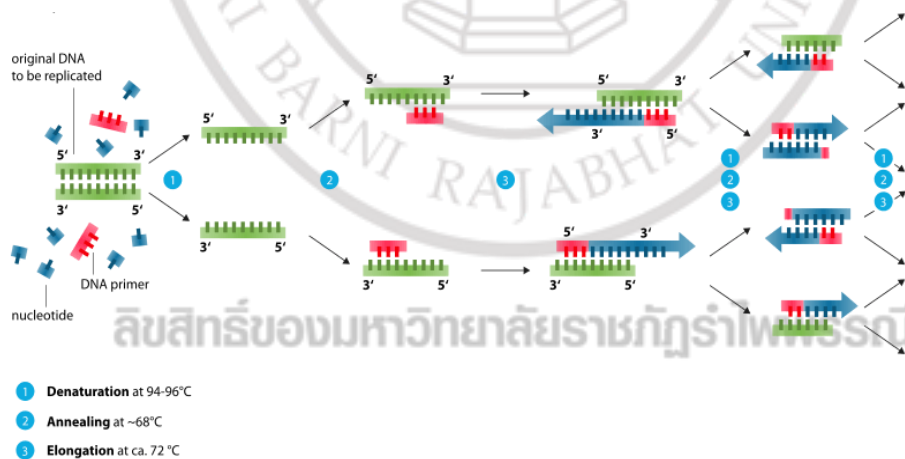 original DNA
to be replicated
5‘ 3‘
3‘ 5‘
DNA primer
nucleotide
1
5‘ 3‘
3‘ 5‘
2
5‘ 3‘
3‘ 5‘
3
5‘ 3‘
3‘ 5‘
5‘ 3‘
3‘ 5‘
1
2
3
1
2
3
BARNI RAJABHAT UNI
ลิขสิทธิ์ของมหาวิทยาลัยราชภัฏรำไพพรรณี
1 Denaturation at 94-96°C
2 Annealing at ~68°C
3 Elongation at ca. 72 °C